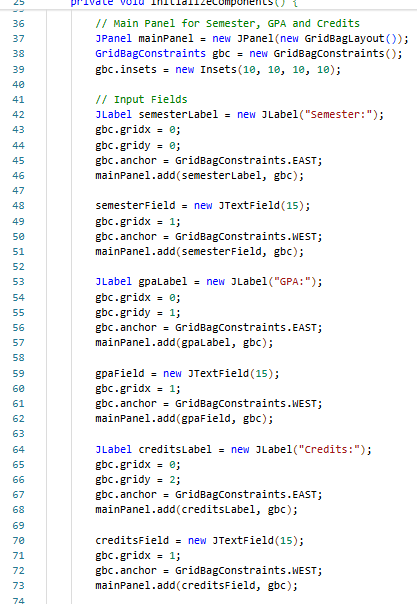 25 private void initializeComponents() {
36 // Main Panel for Semester, GPA and Credits
37 JPanel mainPanel = new JPanel(new GridBagLayout());
38 GridBagConstraints gbc = new GridBagConstraints();
39 gbc.insets = new Insets(10, 10, 10, 10);
40
41 // Input Fields
42 JLabel semesterLabel = new JLabel("Semester:");
43 gbc.gridx = 0;
44 gbc.gridy = 0;
45 gbc.anchor = GridBagConstraints.EAST;
46 mainPanel.add(semesterLabel, gbc);
47
48 semesterField = new JTextField(15);
49 gbc.gridx = 1;
50 gbc.anchor = GridBagConstraints.WEST;
51 mainPanel.add(semesterField, gbc);
52
53 JLabel gpaLabel = new JLabel("GPA:");
54 gbc.gridx = 0;
55 gbc.gridy = 1;
56 gbc.anchor = GridBagConstraints.EAST;
57 mainPanel.add(gpaLabel, gbc);
58
59 gpaField = new JTextField(15);
60 gbc.gridx = 1;
61 gbc.anchor = GridBagConstraints.WEST;
62 mainPanel.add(gpaField, gbc);
63
64 JLabel creditsLabel = new JLabel("Credits:");
65 gbc.gridx = 0;
66 gbc.gridy = 2;
67 gbc.anchor = GridBagConstraints.EAST;
68 mainPanel.add(creditsLabel, gbc);
69
70 creditsField = new JTextField(15);
71 gbc.gridx = 1;
72 gbc.anchor = GridBagConstraints.WEST;
73 mainPanel.add(creditsField, gbc);
74